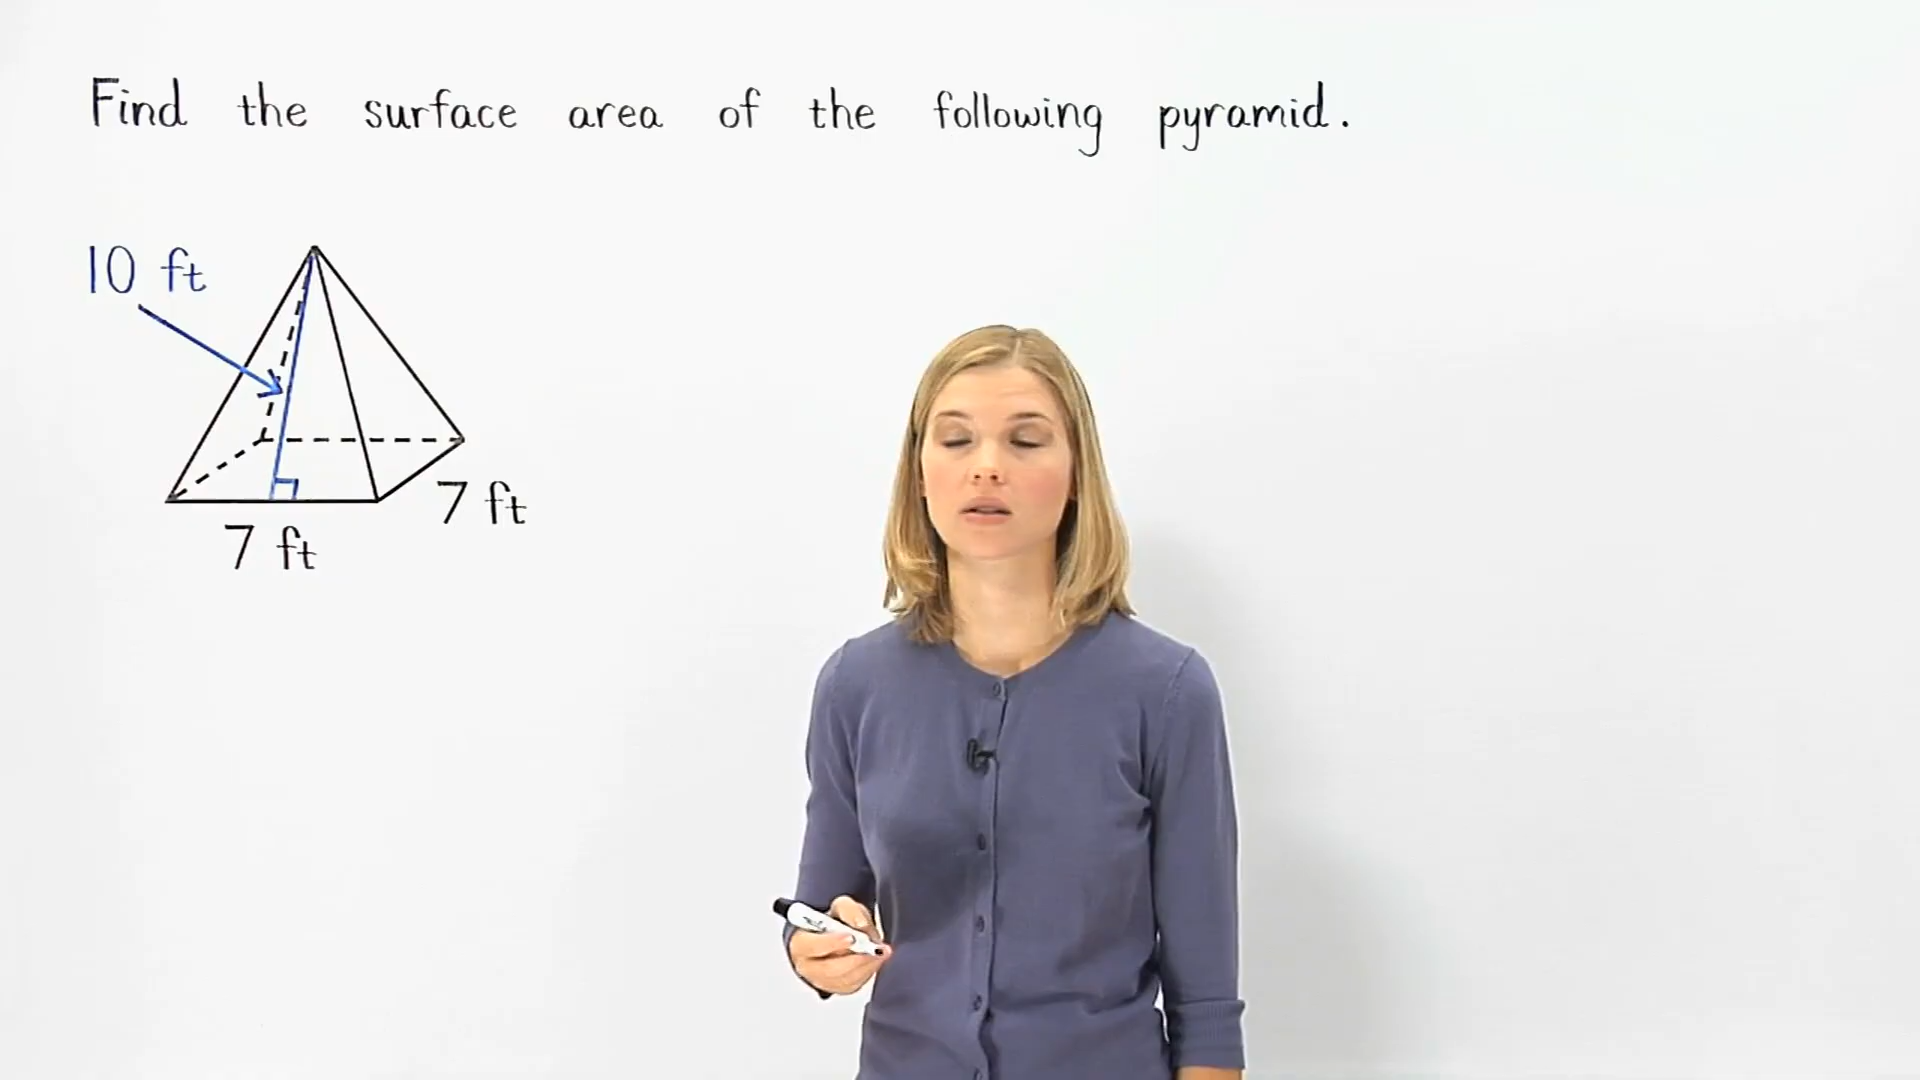 Find the surface area of the following pyramid.
10 ft
7 ft
7 ft